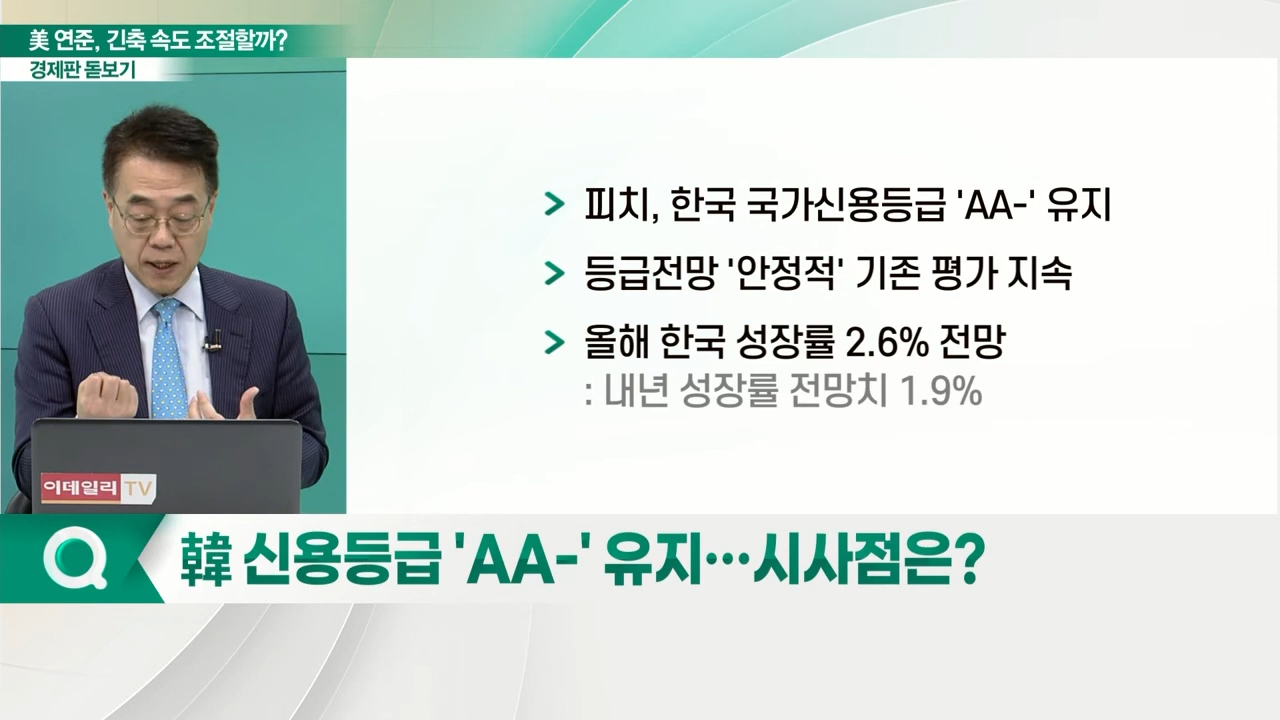 美 연준, 긴축 속도 조절할까?
경제판 돋보기
피치, 한국 국가신용등급 'AA-' 유지
등급전망 '안정적' 기존 평가 지속
올해 한국 성장률 2.6% 전망
: 내년 성장률 전망치 1.9%
이데일리 TV
韓 신용등급 'AA-' 유지…시사점은?